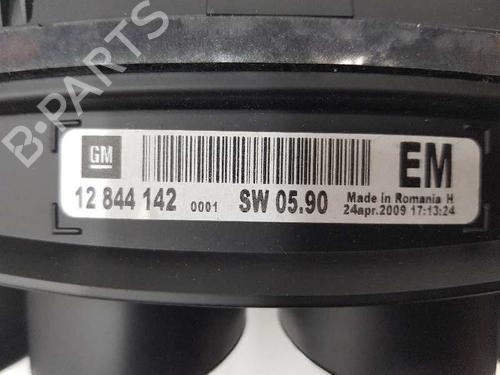 B-PARTS
GM
EM
12 844 142 0001 SW 05.90
Made in Romania H
24apr.2009 17:13:24